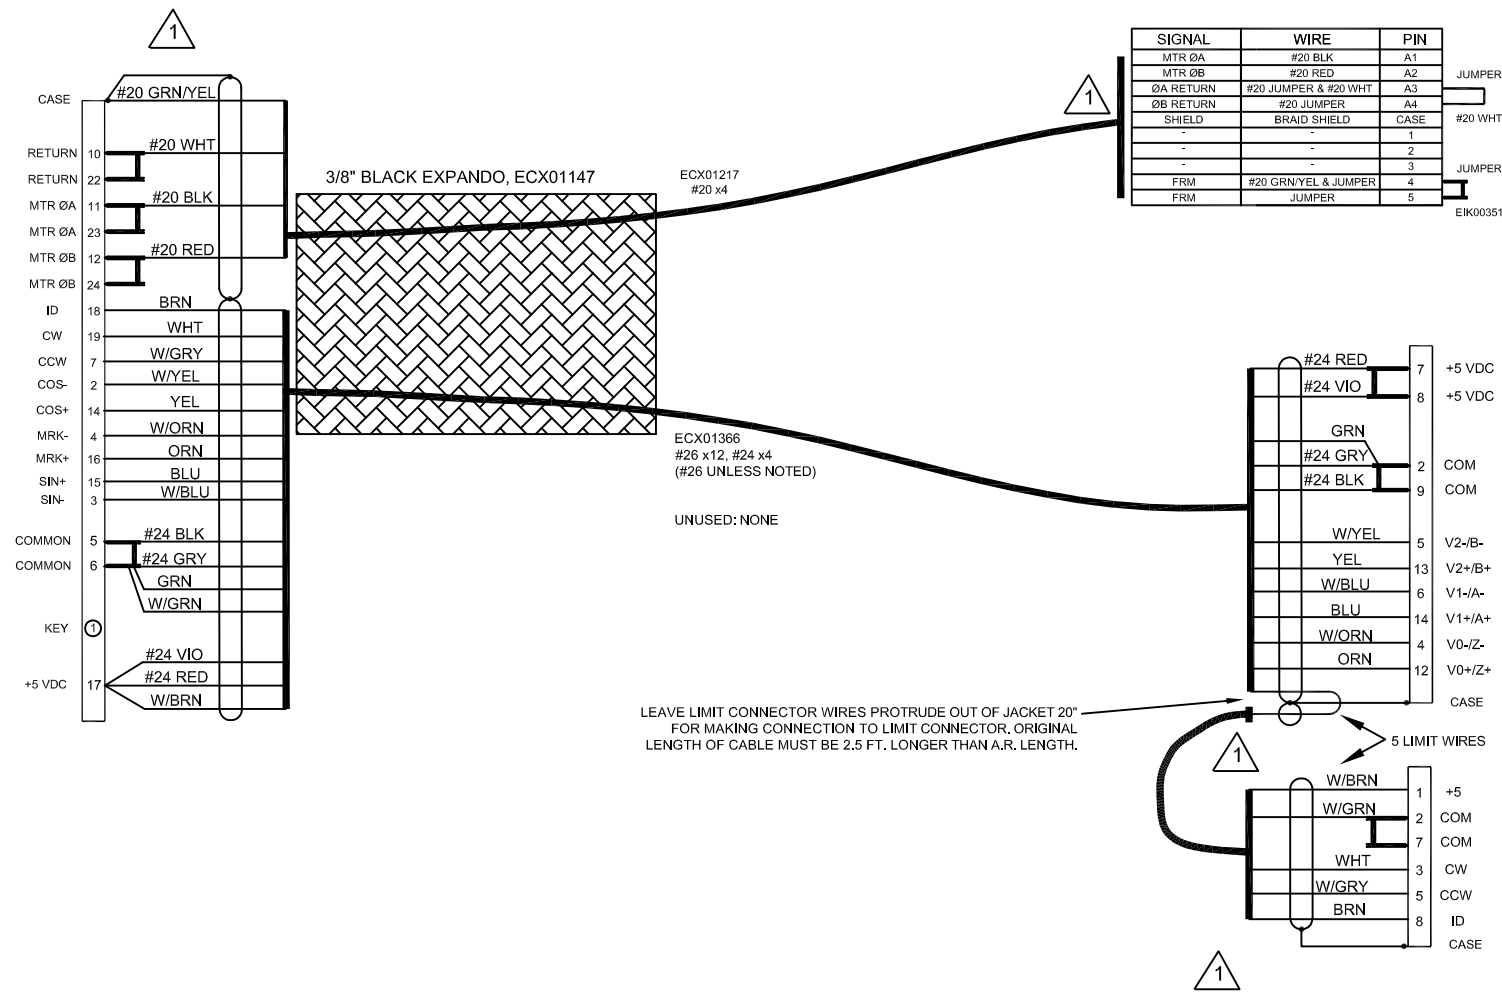 1
CASE #20 GRN/YEL
RETURN 10 #20 WHT
RETURN 22
MTR ØA 11 #20 BLK
MTR ØA 23
MTR ØB 12 #20 RED
MTR ØB 24
ID 18 BRN
CW 19 WHT
CCW 7 W/GRY
COS- 2 W/YEL
COS+ 14 YEL
MRK- 4 W/ORN
MRK+ 16 ORN
SIN+ 15 BLU
SIN- 3 W/BLU
COMMON 5 #24 BLK
COMMON 6 #24 GRY
GRN
W/GRN
KEY 1
#24 VIO
+5 VDC 17 #24 RED
W/BRN
3/8" BLACK EXPANDO, ECX01147
ECX01217
#20 x4
ECX01366
#26 x12, #24 x4
(#26 UNLESS NOTED)
UNUSED: NONE
1
SIGNAL WIRE PIN
MTR ØA #20 BLK A1
MTR ØB #20 RED A2
ØA RETURN #20 JUMPER & #20 WHT A3
ØB RETURN #20 JUMPER A4
SHIELD BRAID SHIELD CASE
- - 1
- - 2
- - 3
FRM #20 GRN/YEL & JUMPER 4
FRM JUMPER 5
JUMPER
#20 WHT
JUMPER
EIK00351
#24 RED 7 +5 VDC
#24 VIO 8 +5 VDC
GRN
#24 GRY 2 COM
#24 BLK 9 COM
W/YEL 5 V2-/B-
YEL 13 V2+/B+
W/BLU 6 V1-/A-
BLU 14 V1+/A+
W/ORN 4 V0-/Z-
ORN 12 V0+/Z+
CASE
LEAVE LIMIT CONNECTOR WIRES PROTRUDE OUT OF JACKET 20"
FOR MAKING CONNECTION TO LIMIT CONNECTOR. ORIGINAL
LENGTH OF CABLE MUST BE 2.5 FT. LONGER THAN A.R. LENGTH.
5 LIMIT WIRES
1
W/BRN 1 +5
W/GRN 2 COM
7 COM
WHT 3 CW
W/GRY 5 CCW
BRN 8 ID
CASE
1